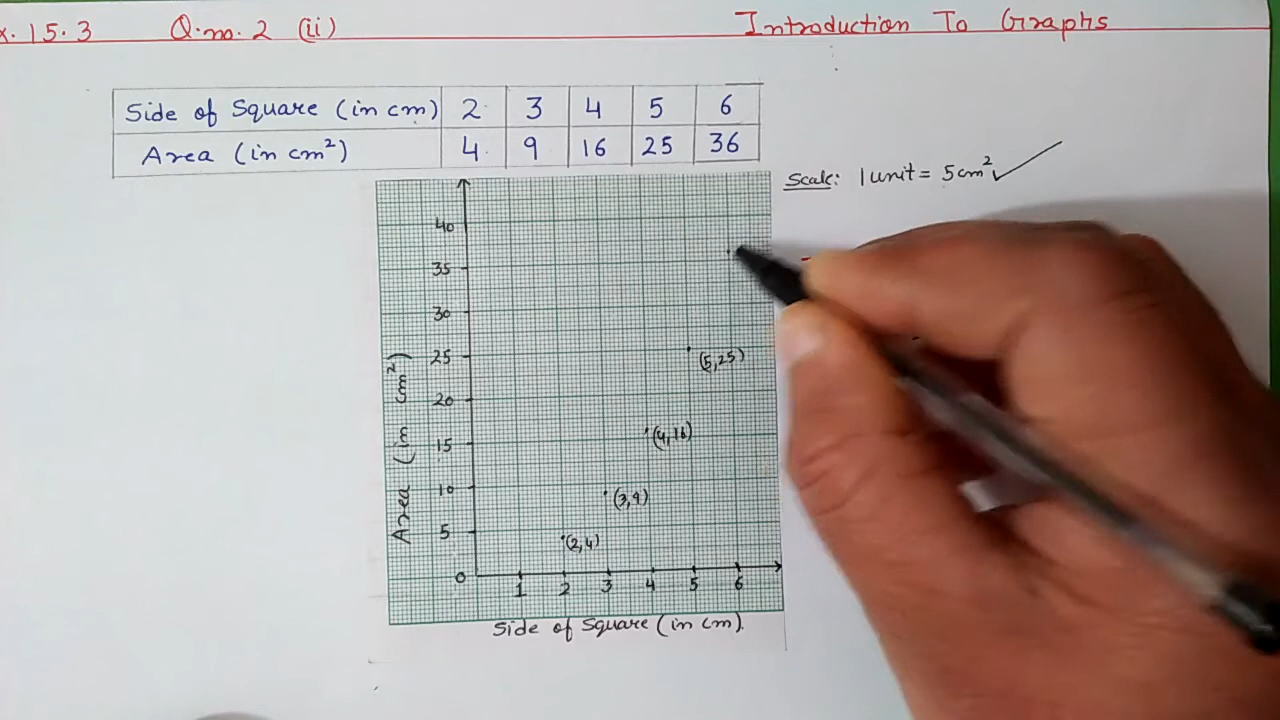 x. 15.3 Q.no. 2 (ii) Introduction To Graphs
Side of Square (in cm) 2 3 4 5 6
Area (in cm²) 4 9 16 25 36
Scale: 1 unit = 5 cm²
40
35
30
25
20
15
10
5
0
Area (in cm²)
(5,25)
(4,16)
(3,9)
(2,4)
1 2 3 4 5 6
Side of Square (in cm).